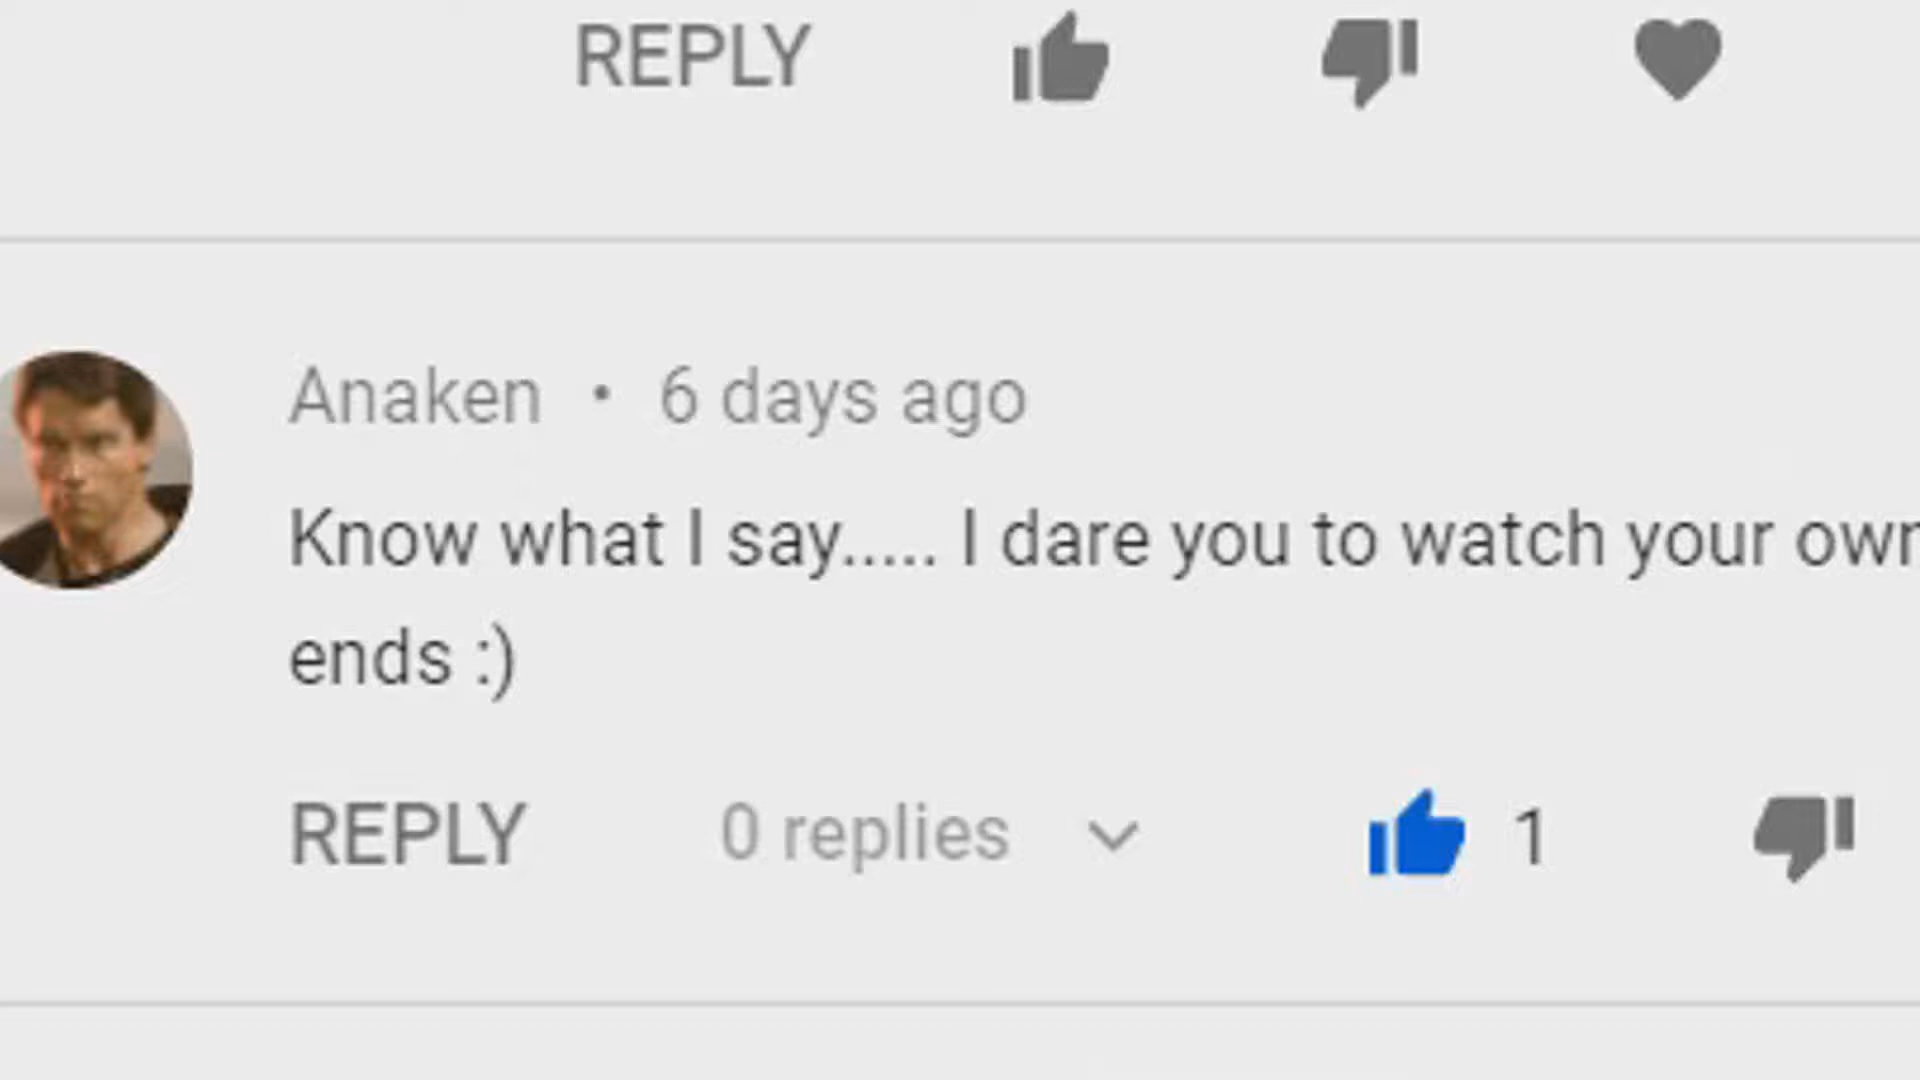 REPLY
Anaken • 6 days ago
Know what I say..... I dare you to watch your own
ends :)
REPLY 0 replies 1